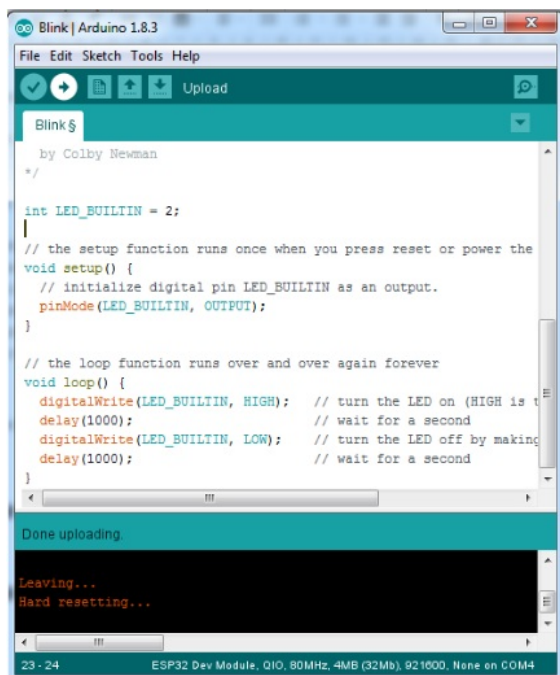 Blink | Arduino 1.8.3
File Edit Sketch Tools Help
Upload
Blink §
by Colby Newman
*/
int LED_BUILTIN = 2;
// the setup function runs once when you press reset or power the
void setup() {
// initialize digital pin LED_BUILTIN as an output.
pinMode(LED_BUILTIN, OUTPUT);
}
// the loop function runs over and over again forever
void loop() {
digitalWrite(LED_BUILTIN, HIGH); // turn the LED on (HIGH is t
delay(1000); // wait for a second
digitalWrite(LED_BUILTIN, LOW); // turn the LED off by making
delay(1000); // wait for a second
}
Done uploading.
Leaving...
Hard resetting...
23 - 24 ESP32 Dev Module, QIO, 80MHz, 4MB (32Mb), 921600, None on COM4